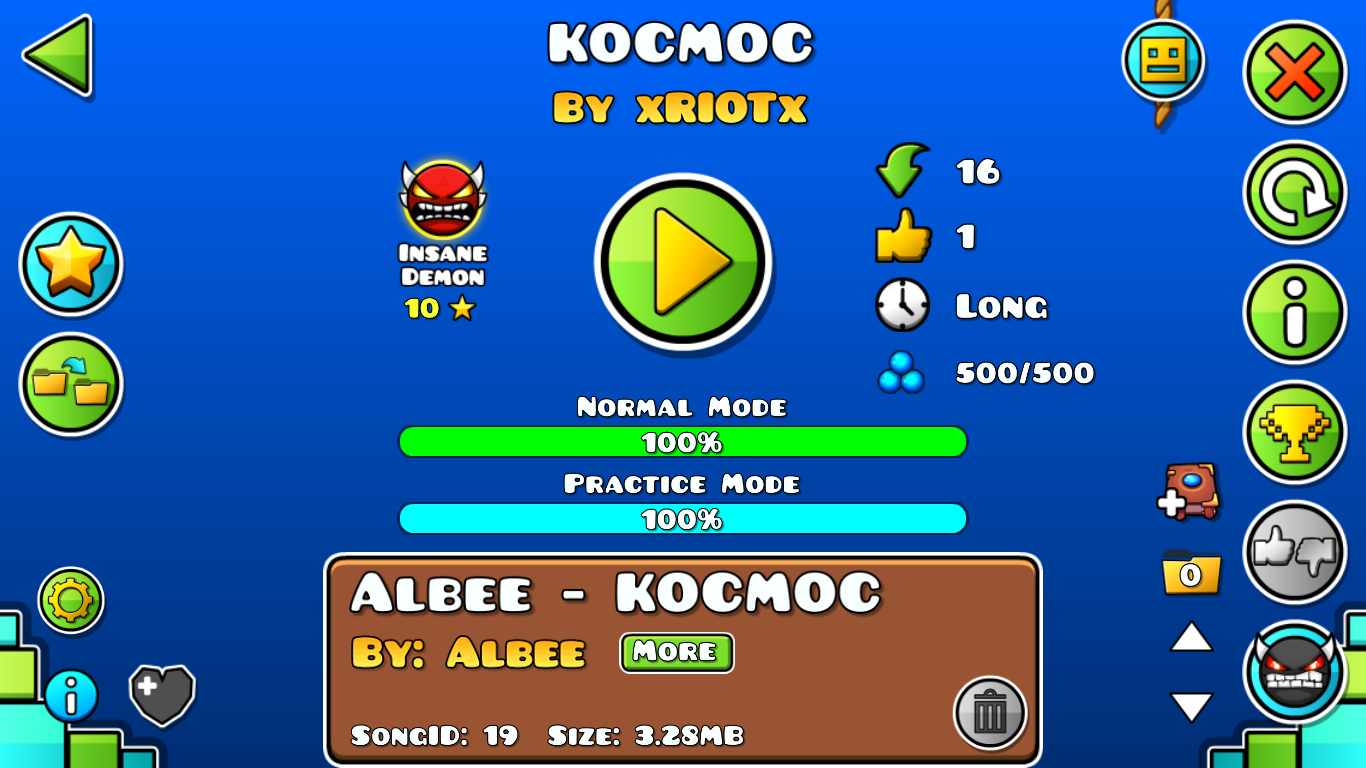 KOCMOC
By xRIOTx
16
1
Insane
Demon
10
Long
500/500
Normal Mode
100%
Practice Mode
100%
0
Albee - KOCMOC
By: Albee
More
SongID: 19 Size: 3.28MB